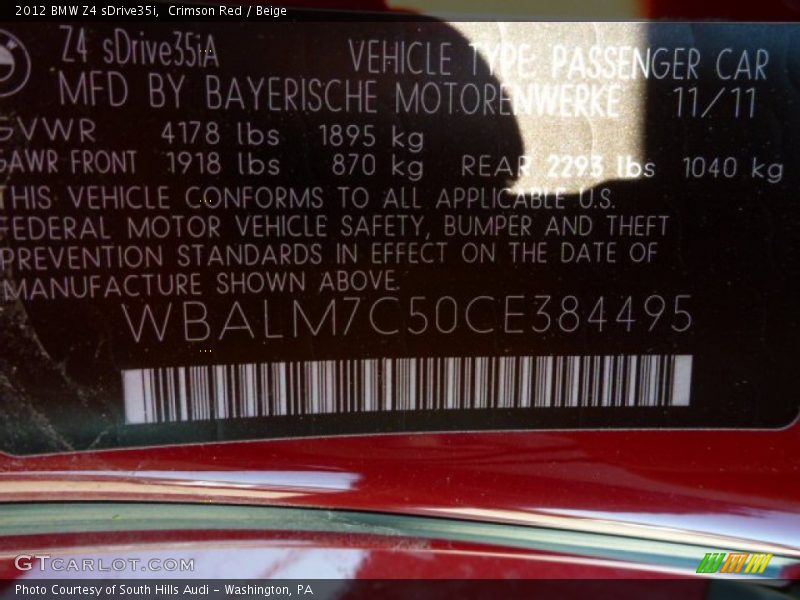 2012 BMW Z4 sDrive35i,  Crimson Red / Beige
Z4 sDrive35iA VEHICLE TYPE PASSENGER CAR
MFD BY BAYERISCHE MOTORENWERKE 11/11
GVWR 4178 lbs 1895 kg
GAWR FRONT 1918 lbs 870 kg REAR 2293 lbs 1040 kg
THIS VEHICLE CONFORMS TO ALL APPLICABLE U.S.
FEDERAL MOTOR VEHICLE SAFETY, BUMPER AND THEFT
PREVENTION STANDARDS IN EFFECT ON THE DATE OF
MANUFACTURE SHOWN ABOVE.
WBALM7C50CE384495
GTCARLOT.COM
Photo Courtesy of South Hills Audi - Washington, PA